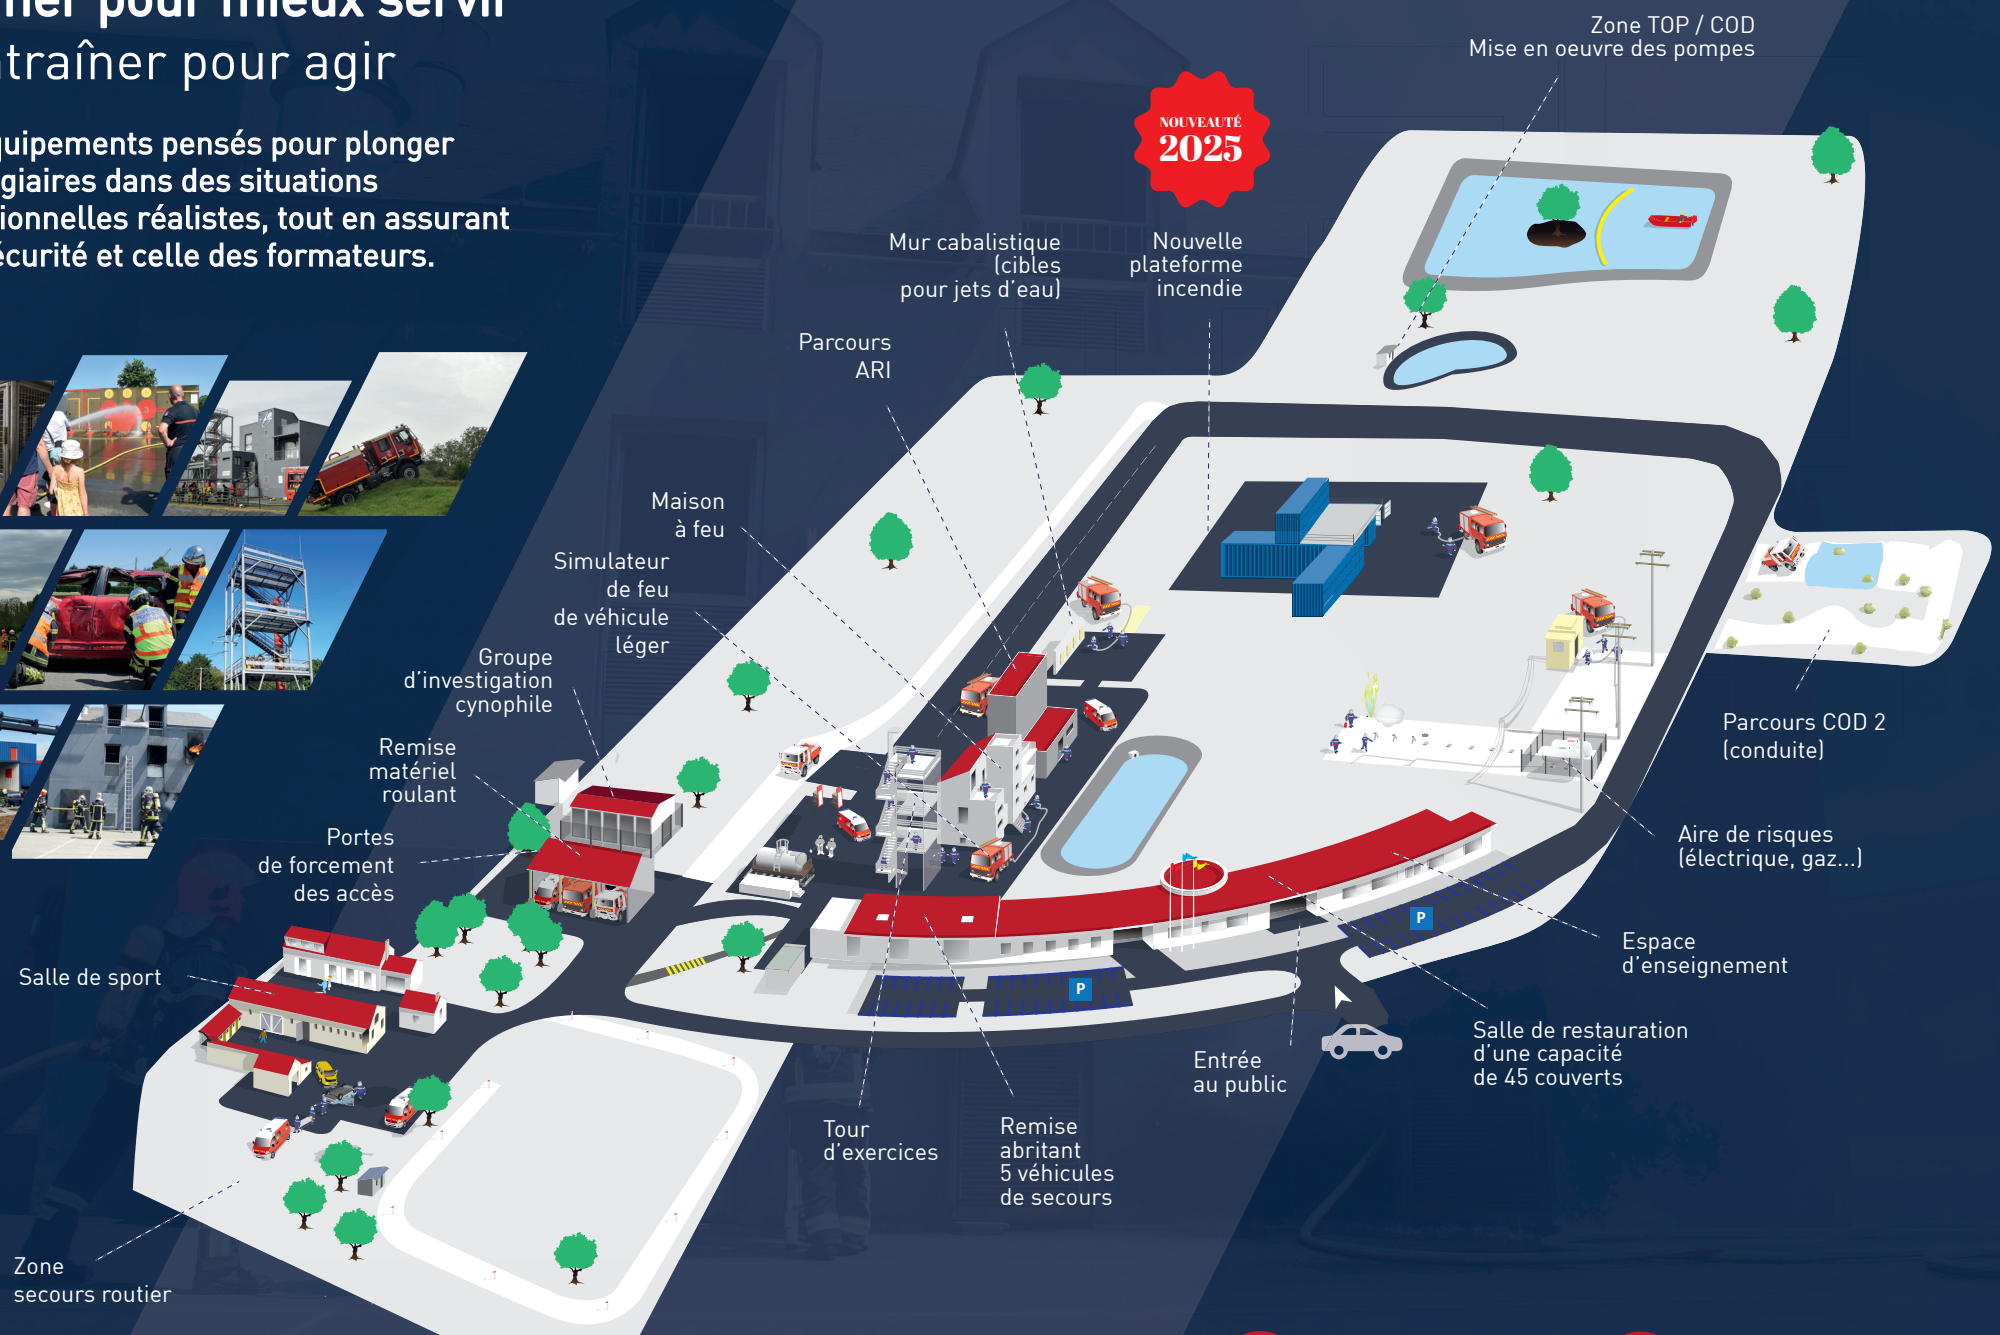 pour mieux servir
traîner pour agir
quipements pensés pour plonger
giaires dans des situations
ionnelles réalistes, tout en assurant
écurité et celle des formateurs.
Zone TOP / COD
Mise en oeuvre des pompes
NOUVEAUTÉ
2025
Mur cabalistique
(cibles
pour jets d'eau)
Nouvelle
plateforme
incendie
Parcours
ARI
Maison
à feu
Simulateur
de feu
de véhicule
léger
Groupe
d'investigation
cynophile
Remise
matériel
roulant
Portes
de forcement
des accès
Salle de sport
Zone
secours routier
Parcours COD 2
(conduite)
Aire de risques
(électrique, gaz...)
P
Espace
d'enseignement
P
Salle de restauration
d'une capacité
de 45 couverts
Entrée
au public
Tour
d'exercices
Remise
abritant
5 véhicules
de secours